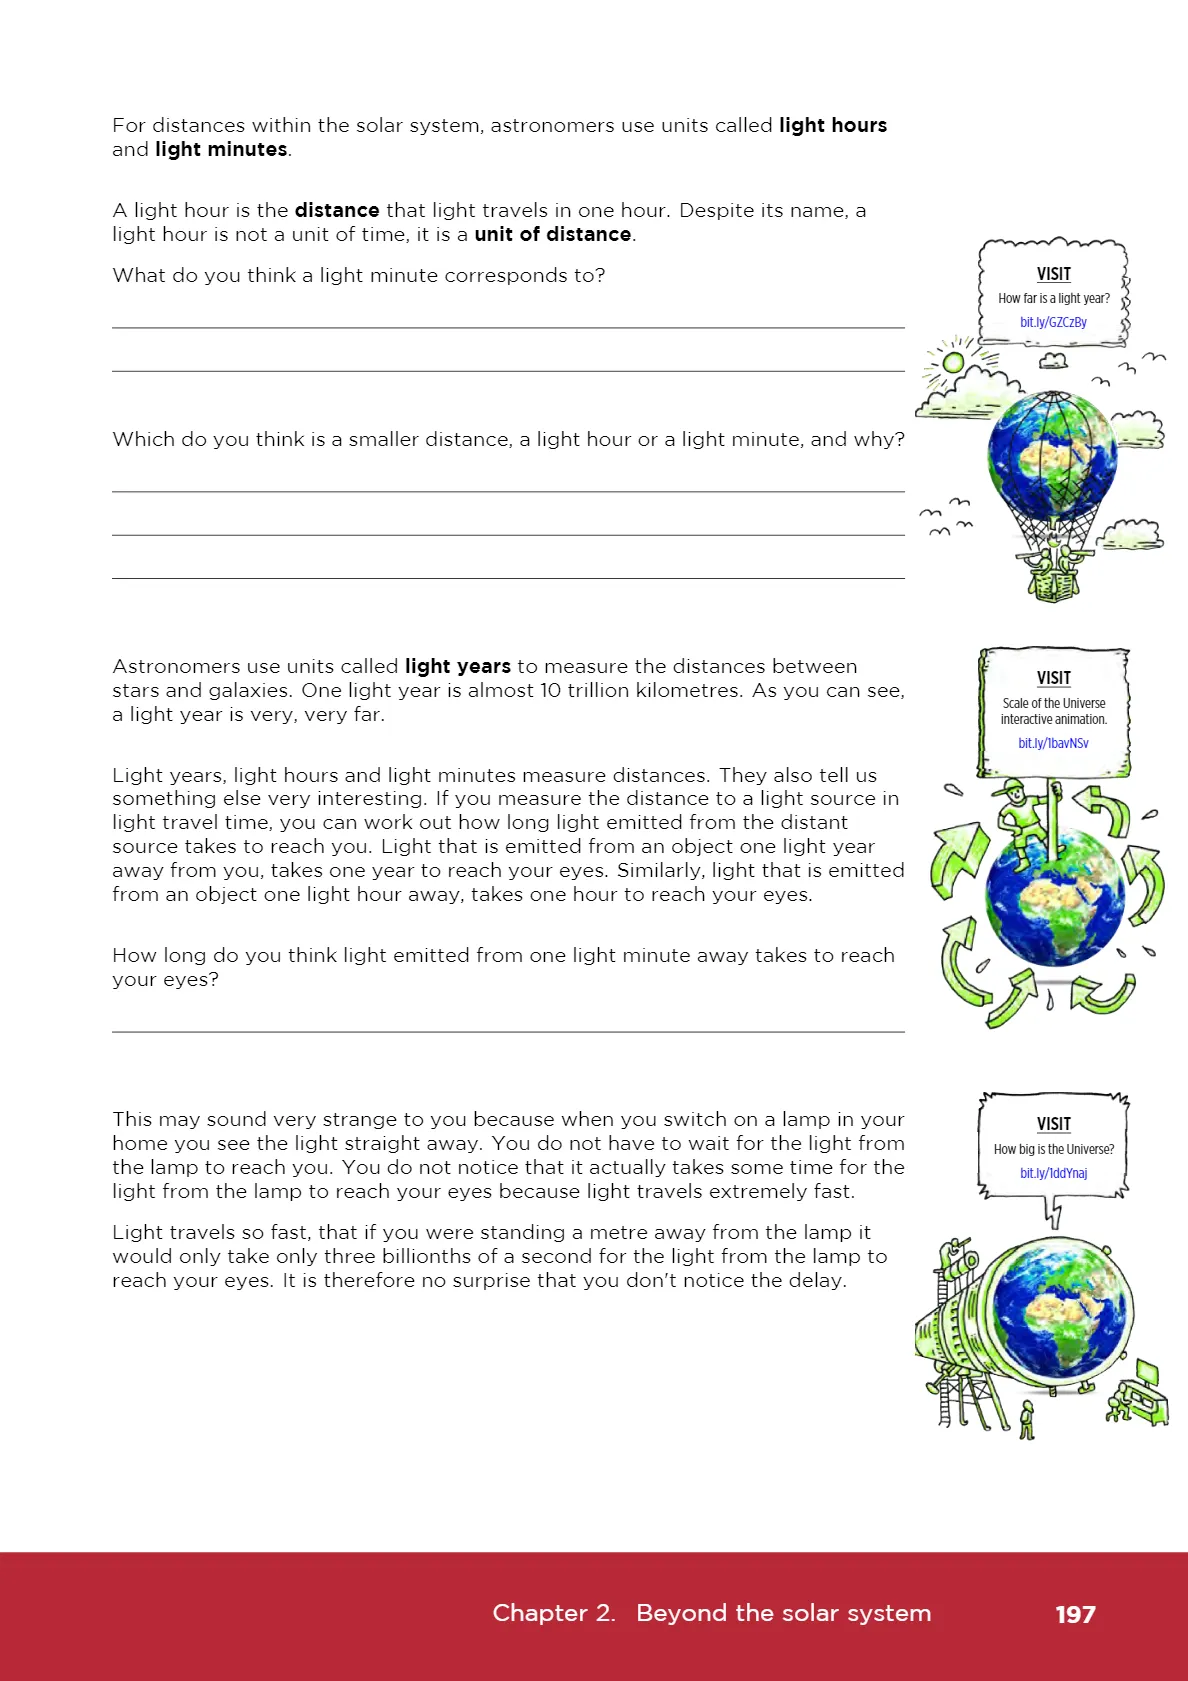 For distances within the solar system, astronomers use units called light hours
and light minutes.
A light hour is the distance that light travels in one hour. Despite its name, a
light hour is not a unit of time, it is a unit of distance.
What do you think a light minute corresponds to?
Which do you think is a smaller distance, a light hour or a light minute, and why?
Astronomers use units called light years to measure the distances between
stars and galaxies. One light year is almost 10 trillion kilometres. As you can see,
a light year is very, very far.
Light years, light hours and light minutes measure distances. They also tell us
something else very interesting. If you measure the distance to a light source in
light travel time, you can work out how long light emitted from the distant
source takes to reach you. Light that is emitted from an object one light year
away from you, takes one year to reach your eyes. Similarly, light that is emitted
from an object one light hour away, takes one hour to reach your eyes.
How long do you think light emitted from one light minute away takes to reach
your eyes?
This may sound very strange to you because when you switch on a lamp in your
home you see the light straight away. You do not have to wait for the light from
the lamp to reach you. You do not notice that it actually takes some time for the
light from the lamp to reach your eyes because light travels extremely fast.
Light travels so fast, that if you were standing a metre away from the lamp it
would only take only three billionths of a second for the light from the lamp to
reach your eyes. It is therefore no surprise that you don't notice the delay.
VISIT
How far is a light year?
bit.ly/GZCzBy
VISIT
Scale of the Universe
interactive animation.
bit.ly/1bavNSv
VISIT
How big is the Universe?
bit.ly/1ddYnaj
Chapter 2. Beyond the solar system 197